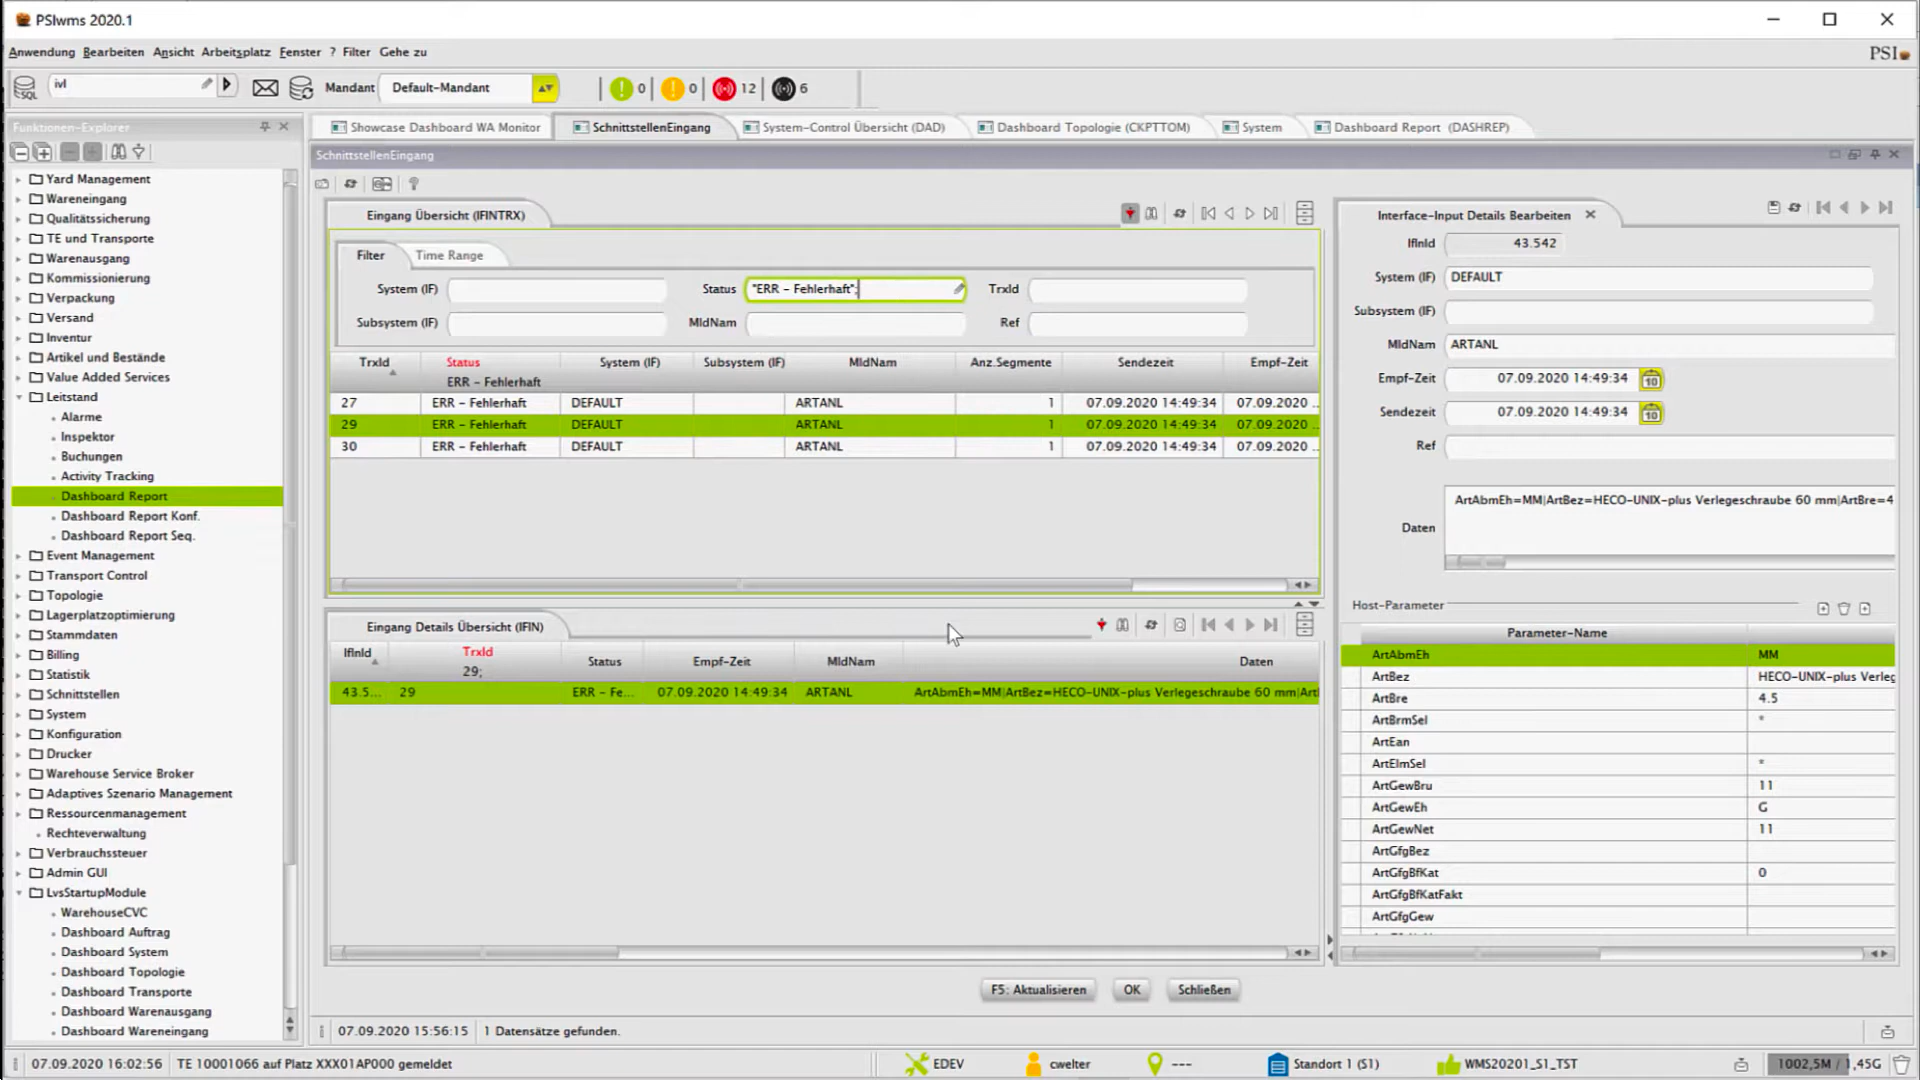 PSIwms 2020.1
Anwendung Bearbeiten Ansicht Arbeitsplatz Fenster ? Filter Gehe zu
PSI
SQL ivl Mandant Default-Mandant 0 0 12 6
Funktionen-Explorer
Showcase Dashboard WA Monitor SchnittstellenEingang System-Control Übersicht (DAD) Dashboard Topologie (CKPTTOM) System Dashboard Report (DASHREP)
SchnittstellenEingang
Yard Management
Wareneingang
Qualitätssicherung
TE und Transporte
Warenausgang
Kommissionierung
Verpackung
Versand
Inventur
Artikel und Bestände
Value Added Services
Leitstand
Alarme
Inspektor
Buchungen
Activity Tracking
Dashboard Report
Dashboard Report Konf.
Dashboard Report Seq.
Event Management
Transport Control
Topologie
Lagerplatzoptimierung
Stammdaten
Billing
Statistik
Schnittstellen
System
Konfiguration
Drucker
Warehouse Service Broker
Adaptives Szenario Management
Ressourcenmanagement
Rechteverwaltung
Verbrauchssteuer
Admin GUI
LvsStartupModule
WarehouseCVC
Dashboard Auftrag
Dashboard System
Dashboard Topologie
Dashboard Transporte
Dashboard Warenausgang
Dashboard Wareneingang
Eingang Übersicht (IFINTRX)
Filter Time Range
System (IF) Status "ERR - Fehlerhaft"; TrxId
Subsystem (IF) MldNam Ref
TrxId Status System (IF) Subsystem (IF) MldNam Anz.Segmente Sendezeit Empf-Zeit
ERR - Fehlerhaft
27 ERR - Fehlerhaft DEFAULT ARTANL 1 07.09.2020 14:49:34 07.09.2020 ..
29 ERR - Fehlerhaft DEFAULT ARTANL 1 07.09.2020 14:49:34 07.09.2020 ..
30 ERR - Fehlerhaft DEFAULT ARTANL 1 07.09.2020 14:49:34 07.09.2020 ..
Eingang Details Übersicht (IFIN)
IfInId TrxId Status Empf-Zeit MldNam Daten
29;
43.5... 29 ERR - Fe... 07.09.2020 14:49:34 ARTANL ArtAbmEh=MM|ArtBez=HECO-UNIX-plus Verlegeschraube 60 mm|Art
Interface-Input Details Bearbeiten
IfInId 43.542
System (IF) DEFAULT
Subsystem (IF)
MldNam ARTANL
Empf-Zeit 07.09.2020 14:49:34 10
Sendezeit 07.09.2020 14:49:34 10
Ref
Daten ArtAbmEh=MM|ArtBez=HECO-UNIX-plus Verlegeschraube 60 mm|ArtBre=4
Host-Parameter
Parameter-Name
ArtAbmEh MM
ArtBez HECO-UNIX-plus Verleg
ArtBre 4.5
ArtBrmSel *
ArtEan
ArtElmSel *
ArtGewBru 11
ArtGewEh G
ArtGewNet 11
ArtGfgBez
ArtGfgBfKat 0
ArtGfgBfKatFakt
ArtGfgGew
F5: Aktualisieren OK Schließen
07.09.2020 15:56:15 1 Datensätze gefunden.
07.09.2020 16:02:56 TE 10001066 auf Platz XXX01AP000 gemeldet EDEV cwelter --- Standort 1 (S1) WMS20201_S1_TST 1002,5M / 1,45G